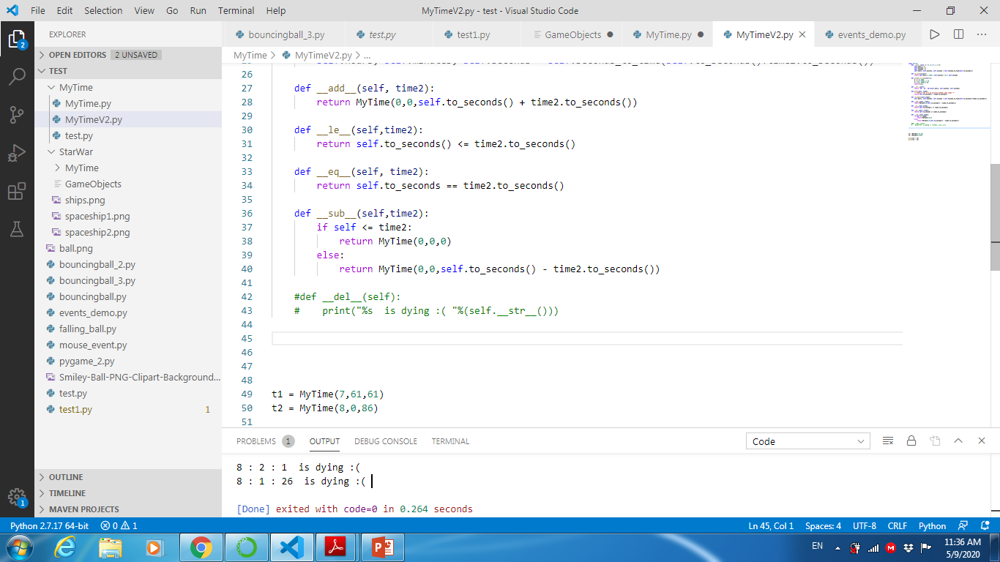 File Edit Selection View Go Run Terminal Help
MyTimeV2.py - test - Visual Studio Code
EXPLORER
bouncingball_3.py test.py test1.py GameObjects MyTime.py MyTimeV2.py events_demo.py
2
OPEN EDITORS 2 UNSAVED
TEST
MyTime
MyTime.py
MyTimeV2.py
test.py
StarWar
MyTime
GameObjects
ships.png
spaceship1.png
spaceship2.png
ball.png
bouncingball_2.py
bouncingball_3.py
bouncingball.py
events_demo.py
falling_ball.py
mouse_event.py
pygame_2.py
Smiley-Ball-PNG-Clipart-Background...
test.py
test1.py 1
OUTLINE
TIMELINE
MAVEN PROJECTS
1
MyTime > MyTimeV2.py > ...
26
27 def __add__(self, time2):
28 return MyTime(0,0,self.to_seconds() + time2.to_seconds())
29
30 def __le__(self,time2):
31 return self.to_seconds() <= time2.to_seconds()
32
33 def __eq__(self, time2):
34 return self.to_seconds == time2.to_seconds()
35
36 def __sub__(self,time2):
37 if self <= time2:
38 return MyTime(0,0,0)
39 else:
40 return MyTime(0,0,self.to_seconds() - time2.to_seconds())
41
42 #def __del__(self):
43 #    print("%s  is dying :( "%(self.__str__()))
44
45
46
47
48
49 t1 = MyTime(7,61,61)
50 t2 = MyTime(8,0,86)
51
PROBLEMS 1 OUTPUT DEBUG CONSOLE TERMINAL
Code
8 : 2 : 1  is dying :(
8 : 1 : 26  is dying :(
[Done] exited with code=0 in 0.264 seconds
Python 2.7.17 64-bit 0 1
Ln 45, Col 1 Spaces: 4 UTF-8 CRLF Python
EN
11:36 AM
5/9/2020